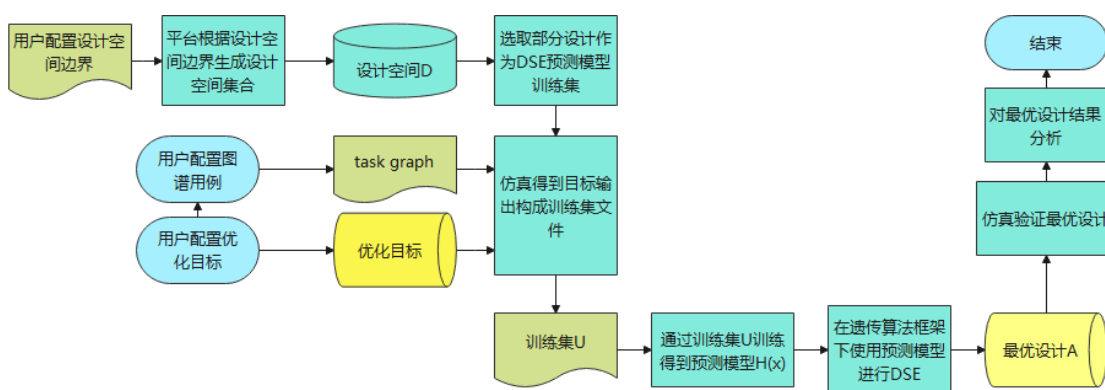 用户配置设计空
间边界
平台根据设计空
间边界生成设计
空间集合
设计空间D
选取部分设计作
为DSE预测模型
训练集
结束
对最优设计结果
分析
用户配置图
谱用例
task graph
仿真得到目标输
出构成训练集文
件
仿真验证最优设计
用户配置优
化目标
优化目标
训练集U
通过训练集U训练
得到预测模型H(x)
在遗传算法框架
下使用预测模型
进行DSE
最优设计A